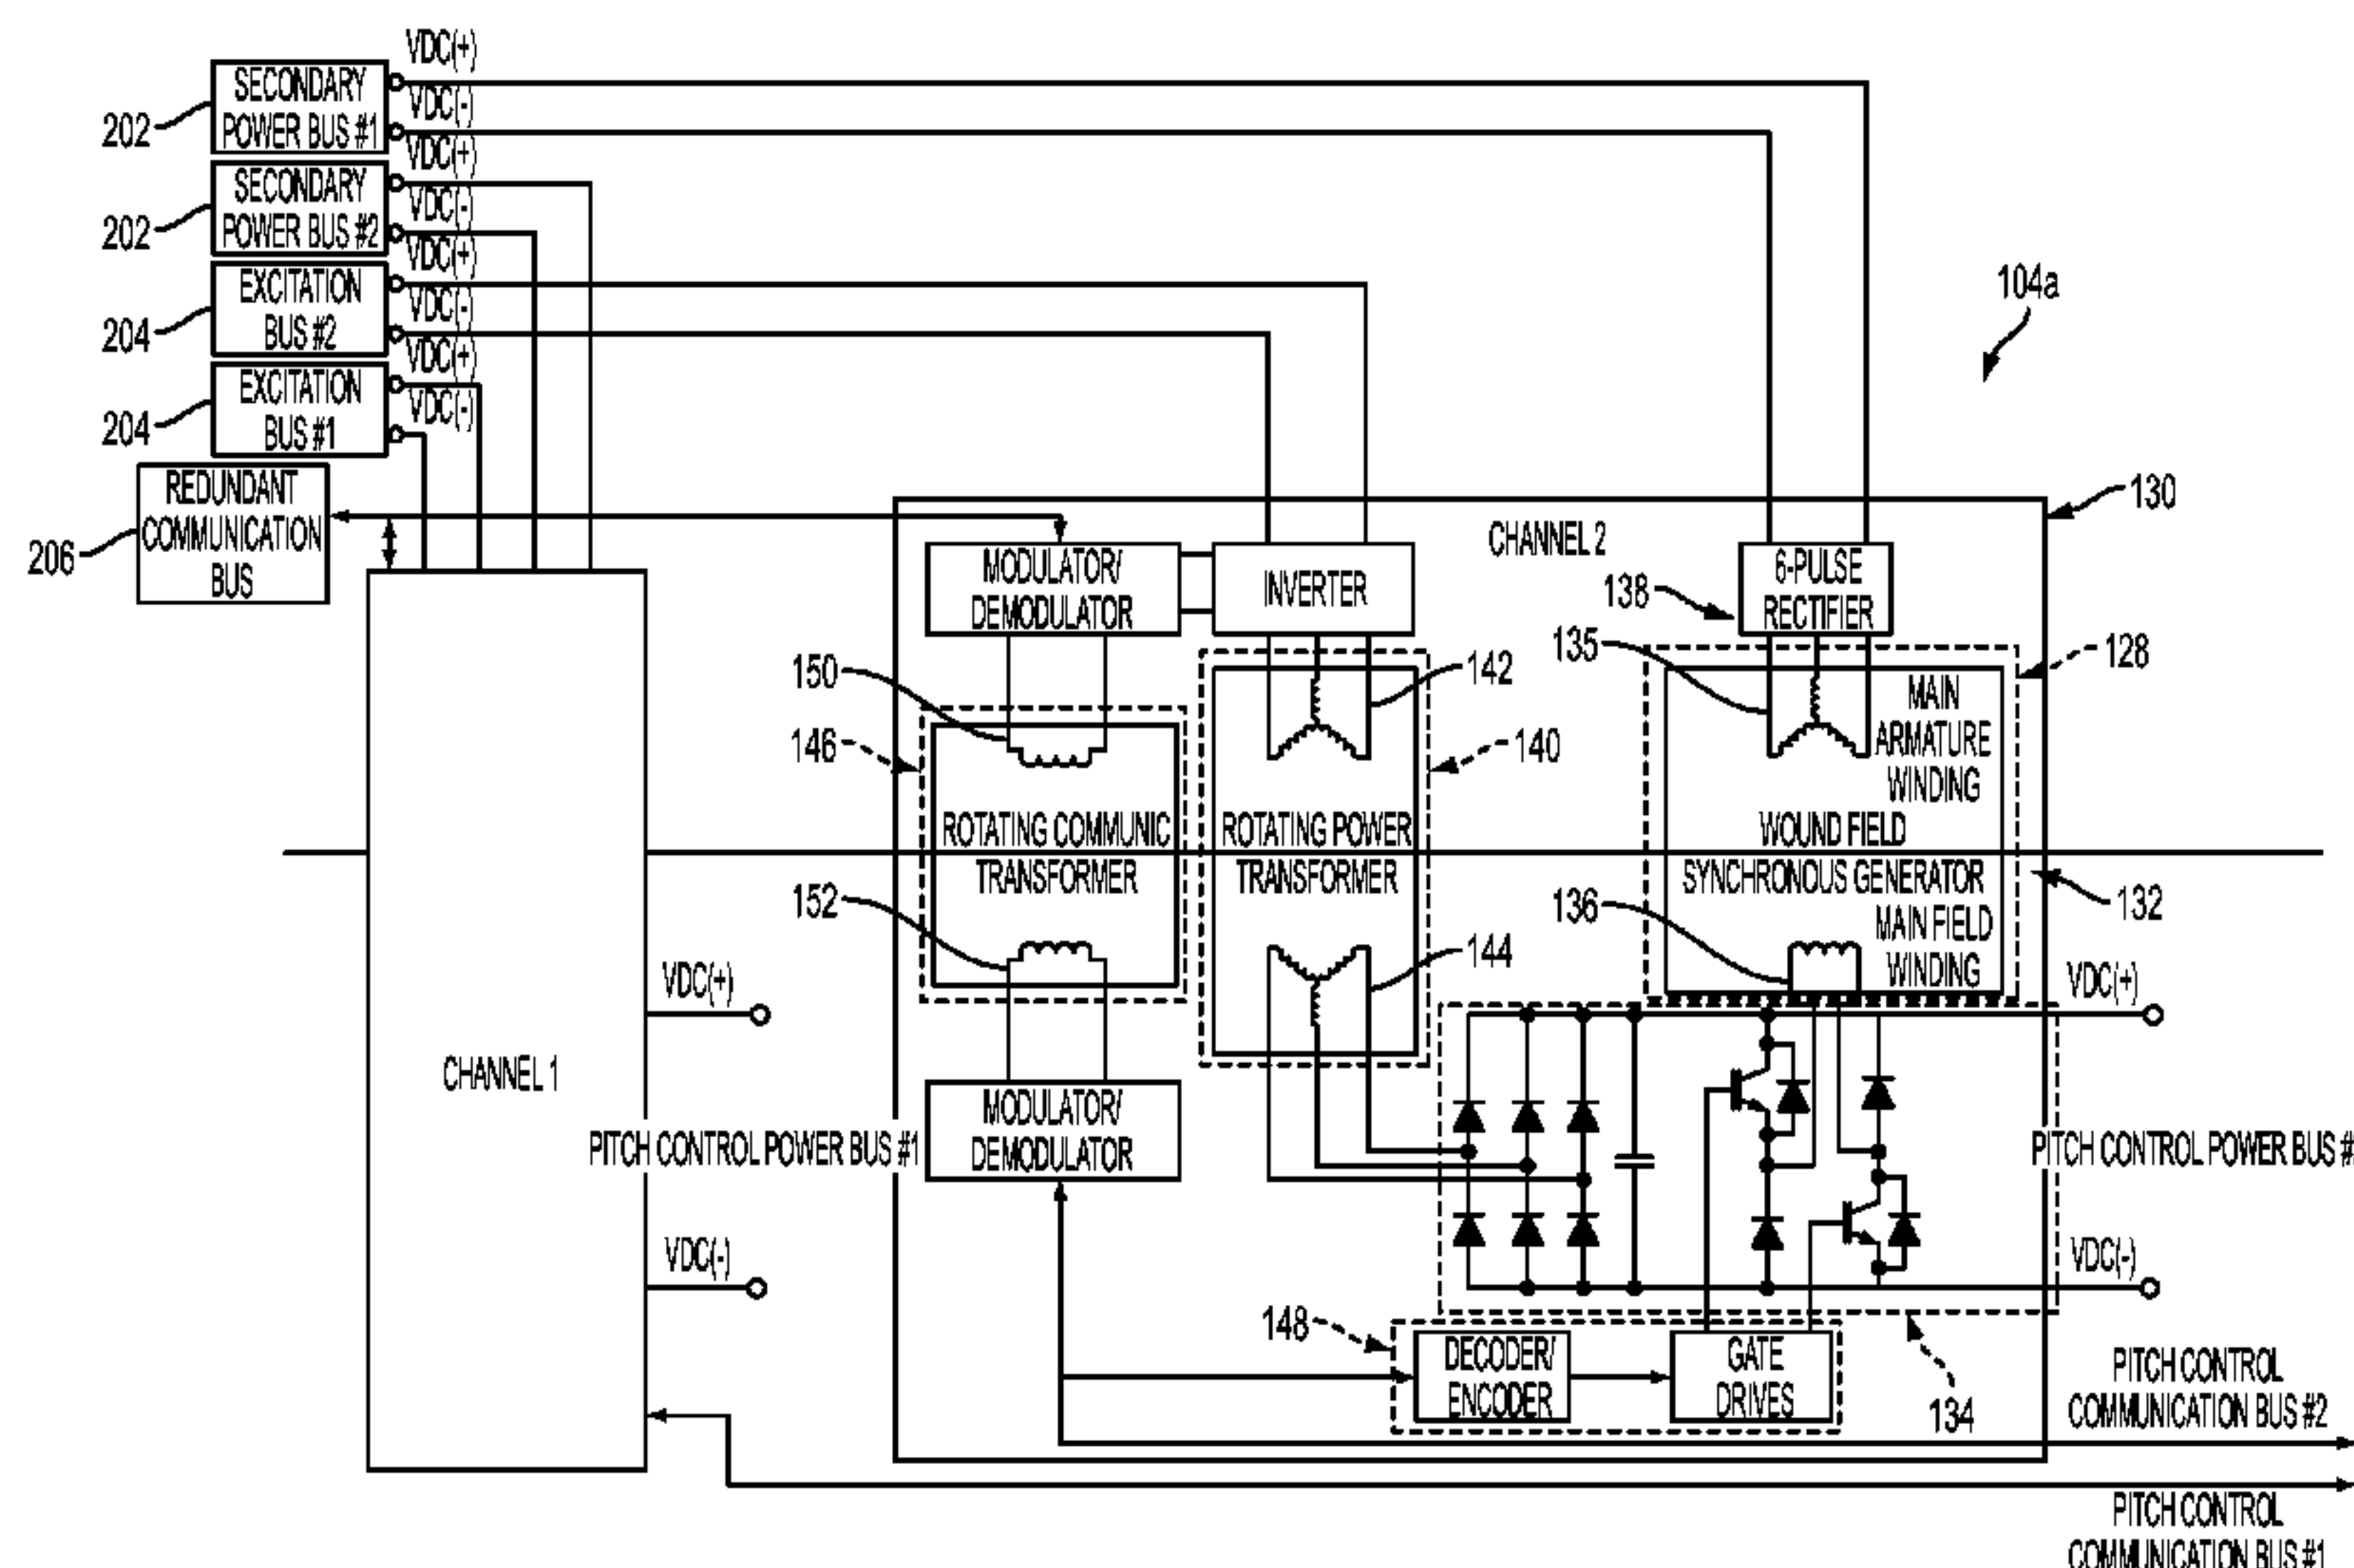 VDC(+)
SECONDARY
POWER BUS #1
VDC(-)
202
VDC(+)
SECONDARY
POWER BUS #2
VDC(-)
202
VDC(+)
EXCITATION
BUS #2
VDC(-)
204
VDC(+)
EXCITATION
BUS #1
VDC(-)
204
REDUNDANT
COMMUNICATION
BUS
206
104a
130
CHANNEL 2
MODULATOR/
DEMODULATOR
INVERTER
6-PULSE
RECTIFIER
138
135
128
150
142
146
140
MAIN
ARMATURE
WINDING
ROTATING COMMUNIC
TRANSFORMER
ROTATING POWER
TRANSFORMER
WOUND FIELD
SYNCHRONOUS GENERATOR
132
152
144
136
MAIN FIELD
WINDING
VDC(+)
VDC(+)
CHANNEL 1
MODULATOR/
DEMODULATOR
PITCH CONTROL POWER BUS #1
PITCH CONTROL POWER BUS #
VDC(-)
VDC(-)
148
DECODER/
ENCODER
GATE
DRIVES
134
PITCH CONTROL
COMMUNICATION BUS #2
PITCH CONTROL
COMMUNICATION BUS #1